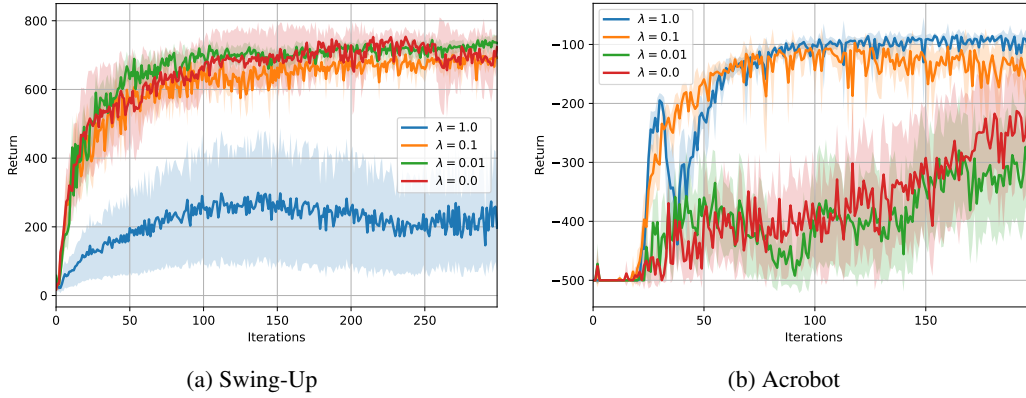 800
600
400
200
0
Return
λ = 1.0
λ = 0.1
λ = 0.01
λ = 0.0
0 50 100 150 200 250
Iterations
(a) Swing-Up
λ = 1.0
λ = 0.1
λ = 0.01
λ = 0.0
−100
−200
−300
−400
−500
Return
0 50 100 150
Iterations
(b) Acrobot